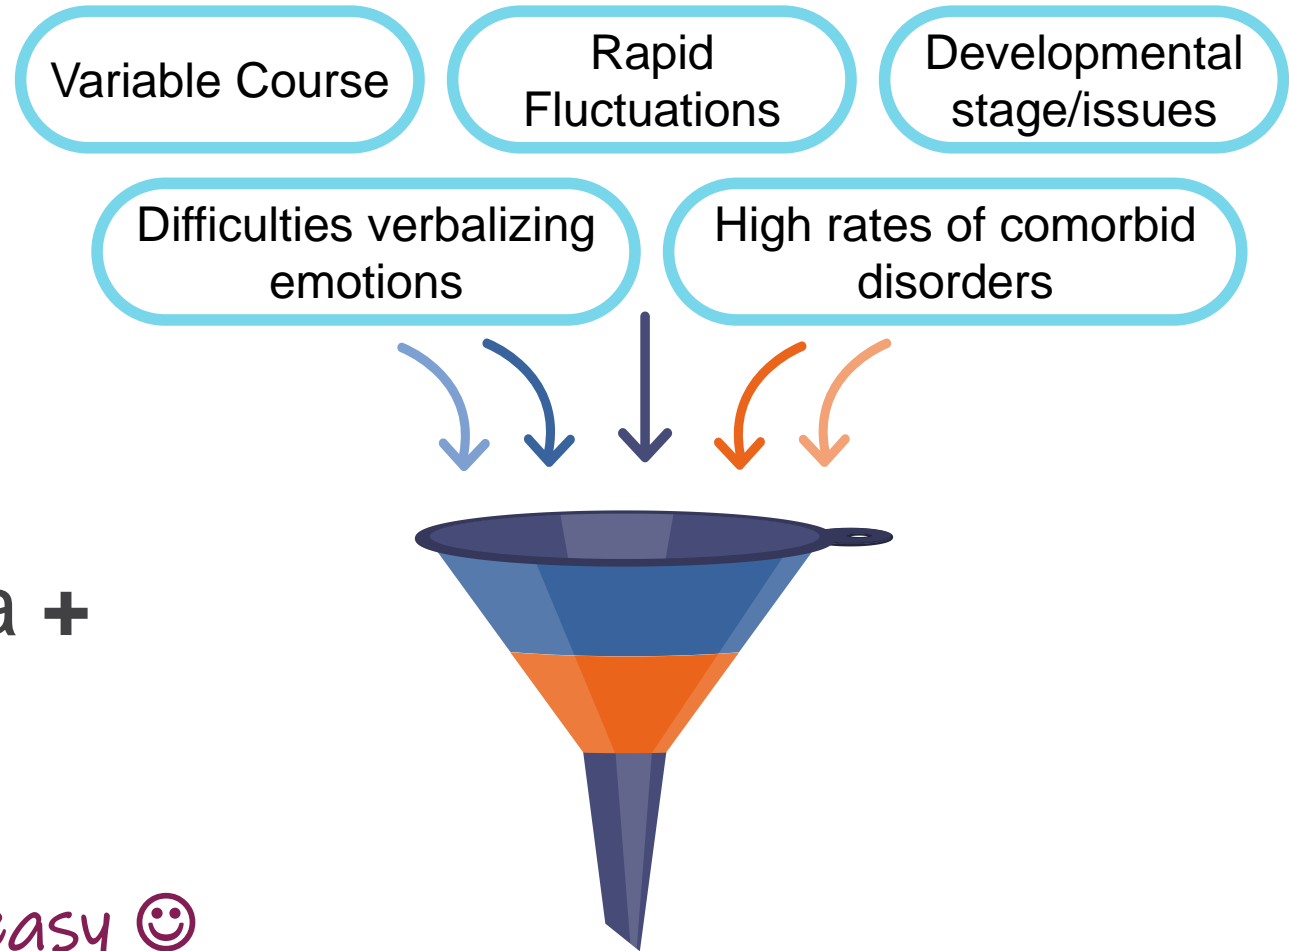 Variable Course
Rapid
Fluctuations
Developmental
stage/issues
Difficulties verbalizing
emotions
High rates of comorbid
disorders
a +
easy ☺